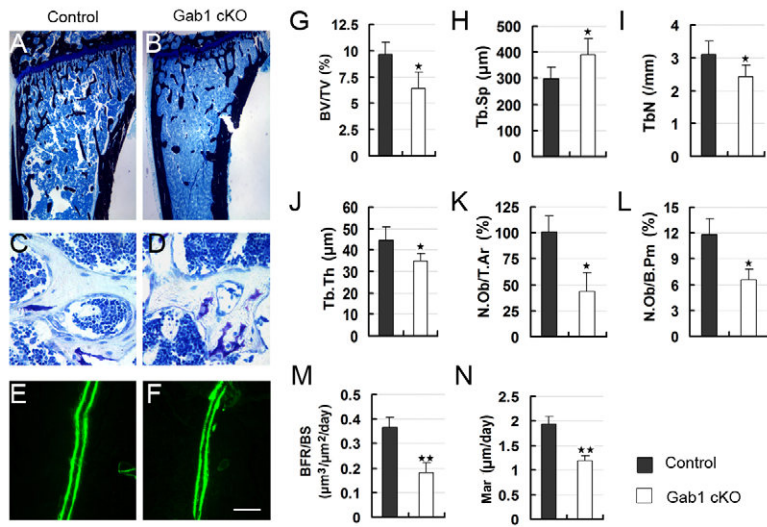 Control Gab1 cKO
A B C D E F
G
BV/TV (%)
12.5
10
7.5
5
2.5
0
★
H
Tb.Sp (μm)
500
400
300
200
100
0
★
I
TbN (/mm)
4
3
2
1
0
★
J
Tb.Th (μm)
60
50
40
30
20
10
0
★
K
N.Ob/T.Ar (%)
125
100
75
50
25
0
★
L
N.Ob/B.Pm (%)
15
12
9
6
3
0
★
M
BFR/BS
(μm³/μm²/day)
0.5
0.4
0.3
0.2
0.1
0
★★
N
Mar (μm/day)
2.5
2
1.5
1
0.5
0
★★
Control
Gab1 cKO